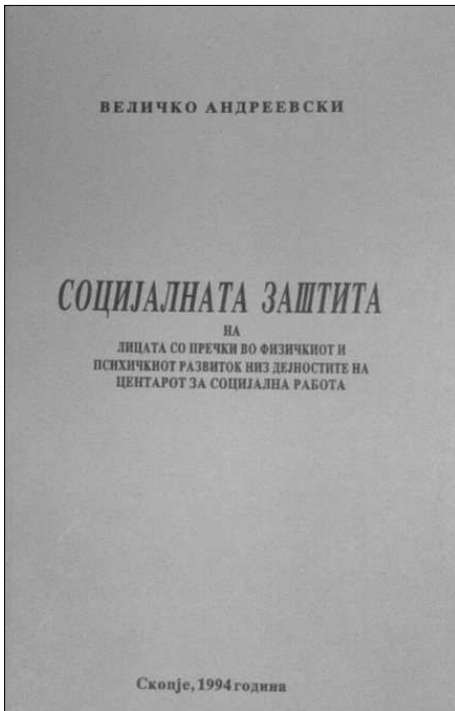 ВЕЛИЧКО АНДРЕЕВСКИ
СОЦИЈАЛНАТА ЗАШТИТА
НА
ЛИЦАТА СО ПРЕЧКИ ВО ФИЗИЧКИОТ И
ПСИХИЧКИОТ РАЗВИТОК НИЗ ДЕЈНОСТИТЕ НА
ЦЕНТАРОТ ЗА СОЦИЈАЛНА РАБОТА
Скопје, 1994 година